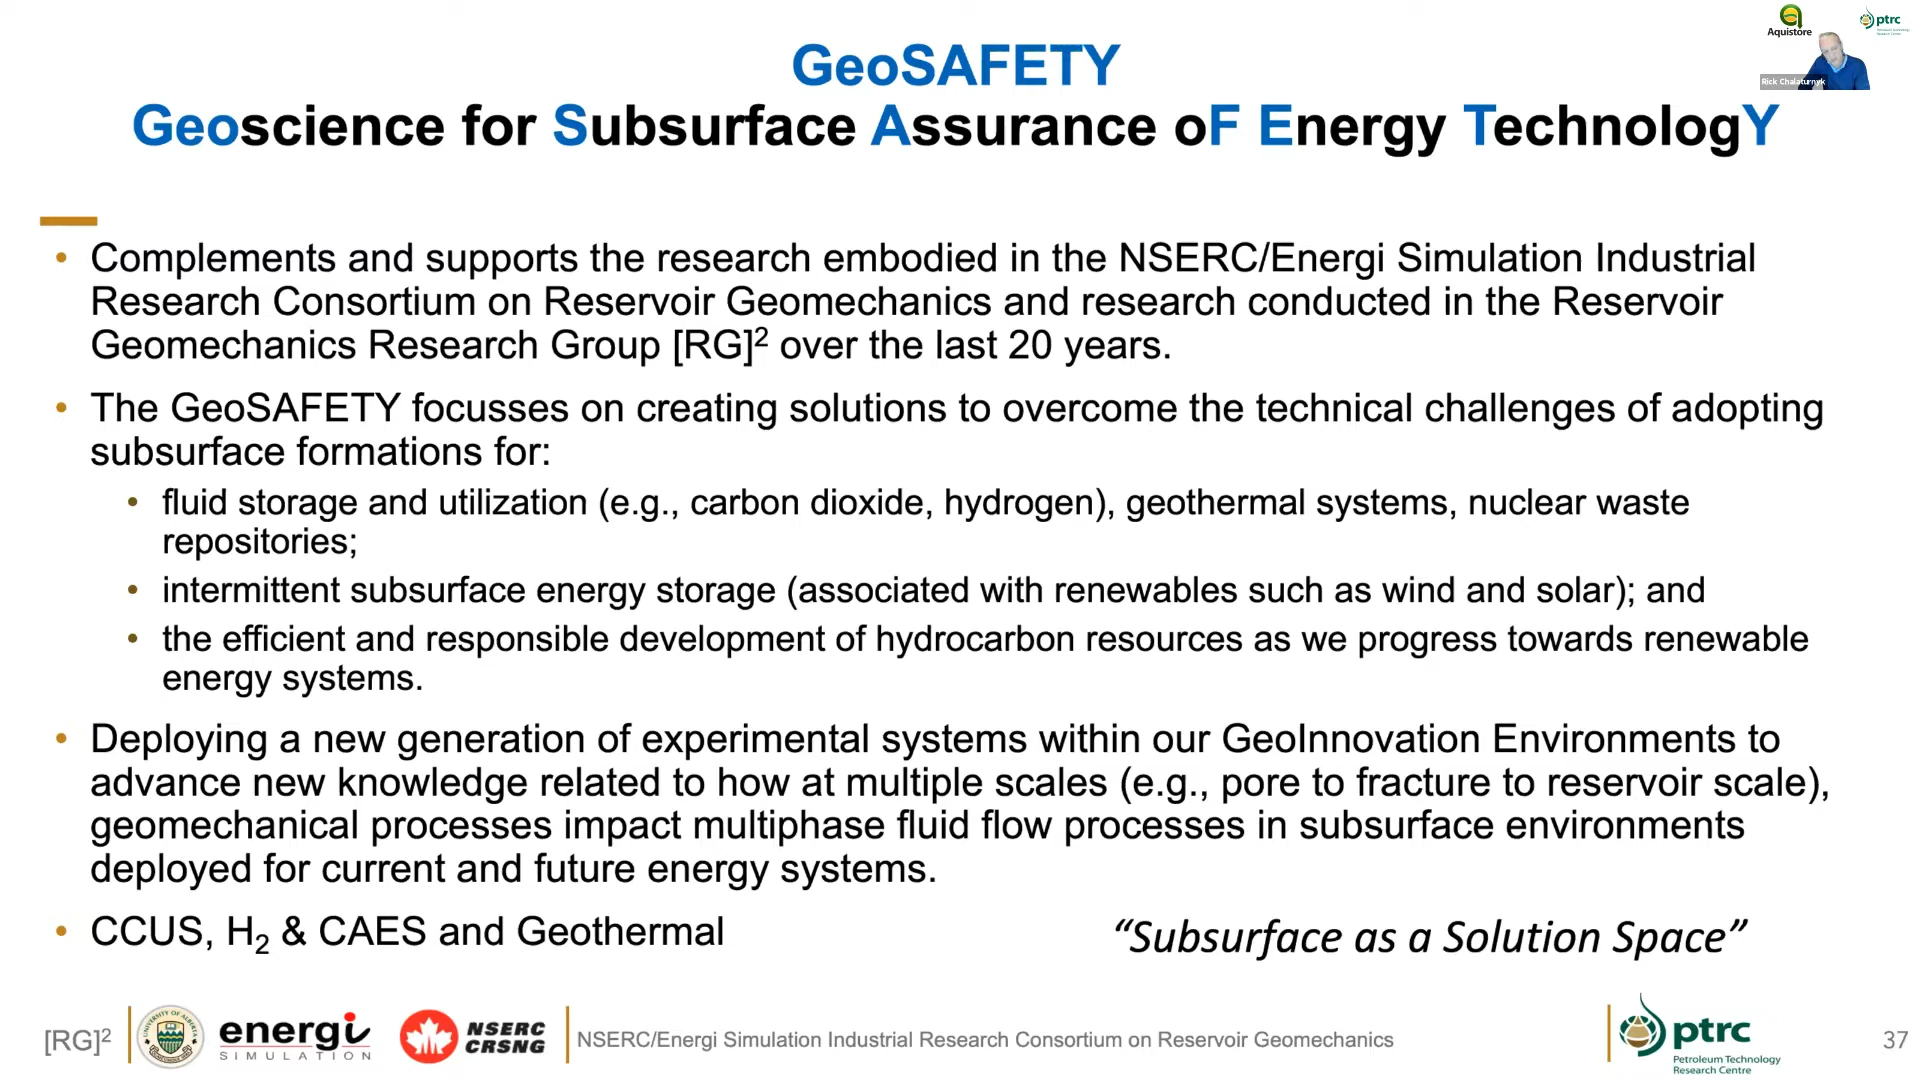 Aquistore
ptrc
Rick Chalaturnyk
GeoSAFETY
Geoscience for Subsurface Assurance oF Energy TechnologY
• Complements and supports the research embodied in the NSERC/Energi Simulation Industrial
Research Consortium on Reservoir Geomechanics and research conducted in the Reservoir
Geomechanics Research Group [RG]² over the last 20 years.
• The GeoSAFETY focusses on creating solutions to overcome the technical challenges of adopting
subsurface formations for:
• fluid storage and utilization (e.g., carbon dioxide, hydrogen), geothermal systems, nuclear waste
repositories;
• intermittent subsurface energy storage (associated with renewables such as wind and solar); and
• the efficient and responsible development of hydrocarbon resources as we progress towards renewable
energy systems.
• Deploying a new generation of experimental systems within our GeoInnovation Environments to
advance new knowledge related to how at multiple scales (e.g., pore to fracture to reservoir scale),
geomechanical processes impact multiphase fluid flow processes in subsurface environments
deployed for current and future energy systems.
• CCUS, H₂ & CAES and Geothermal
“Subsurface as a Solution Space”
[RG]²
UNIVERSITY OF ALBERTA
energi
SIMULATION
NSERC
CRSNG
NSERC/Energi Simulation Industrial Research Consortium on Reservoir Geomechanics
ptrc
Petroleum Technology
Research Centre
37